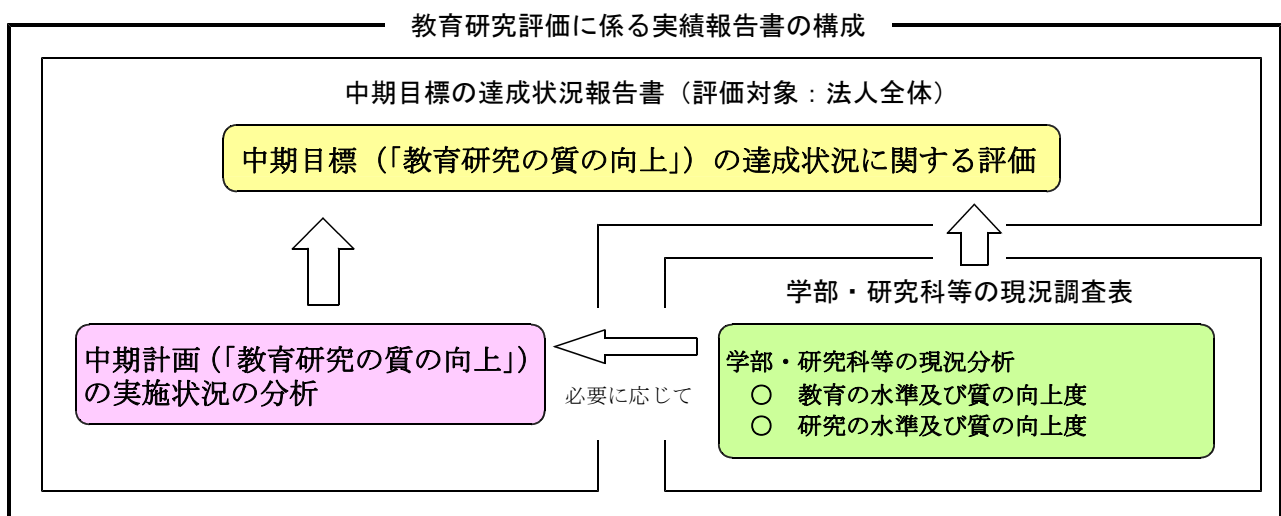 教育研究評価に係る実績報告書の構成
中期目標の達成状況報告書（評価対象：法人全体）
中期目標（「教育研究の質の向上」）の達成状況に関する評価
学部・研究科等の現況調査表
中期計画（「教育研究の質の向上」）
の実施状況の分析
必要に応じて
学部・研究科等の現況分析
○　教育の水準及び質の向上度
○　研究の水準及び質の向上度